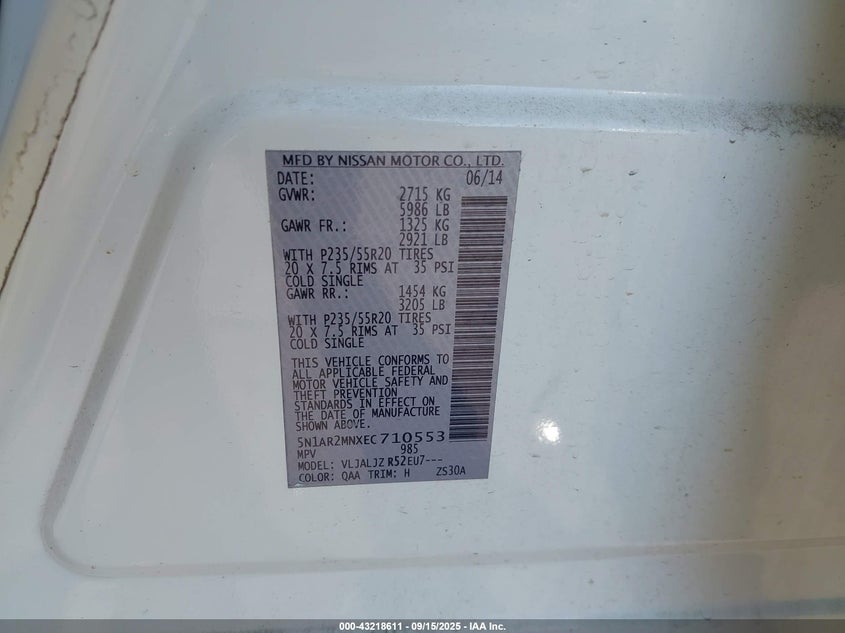 MFD BY NISSAN MOTOR CO., LTD.
DATE: 06/14
GVWR: 2715 KG
5986 LB
GAWR FR.: 1325 KG
2921 LB
WITH P235/55R20 TIRES
20 X 7.5 RIMS AT 35 PSI
COLD SINGLE
GAWR RR.: 1454 KG
3205 LB
WITH P235/55R20 TIRES
20 X 7.5 RIMS AT 35 PSI
COLD SINGLE
THIS VEHICLE CONFORMS TO
ALL APPLICABLE FEDERAL
MOTOR VEHICLE SAFETY AND
THEFT PREVENTION
STANDARDS IN EFFECT ON
THE DATE OF MANUFACTURE
SHOWN ABOVE.
5N1AR2MNXEC710553
MPV 985
MODEL: VLJALJZ R52EU7---
COLOR: QAA TRIM: H ZS30A
000-43218611 - 09/15/2025 - IAA Inc.